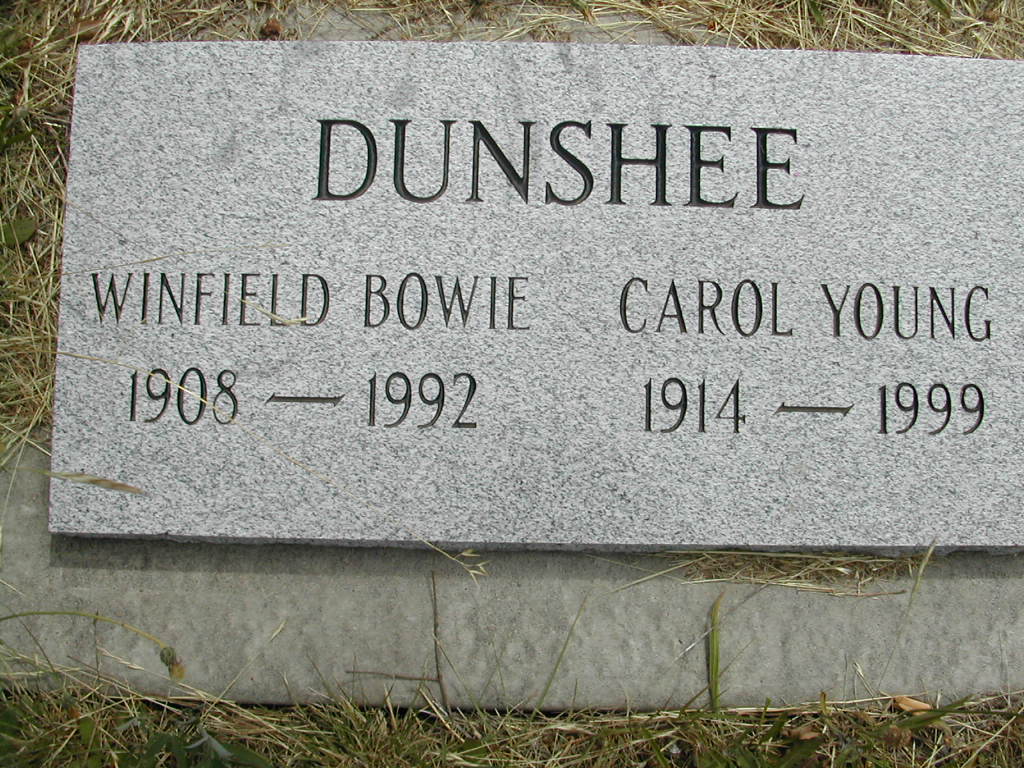 DUNSHEE
WINFIELD BOWIE CAROL YOUNG
1908 — 1992 1914 — 1999